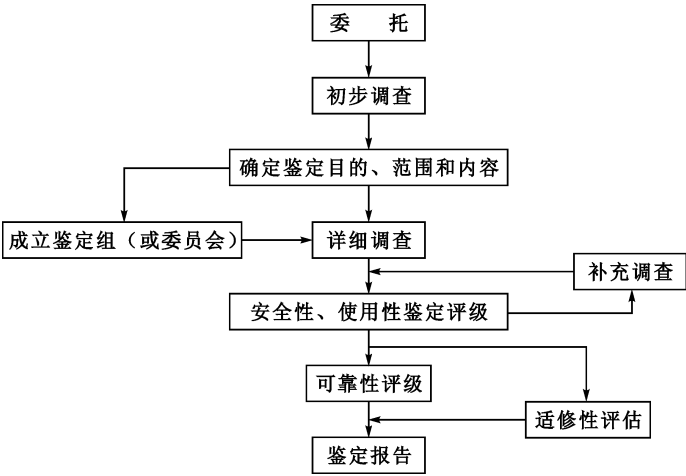 委 托
初步调查
确定鉴定目的、范围和内容
成立鉴定组（或委员会）
详细调查
补充调查
安全性、使用性鉴定评级
可靠性评级
适修性评估
鉴定报告